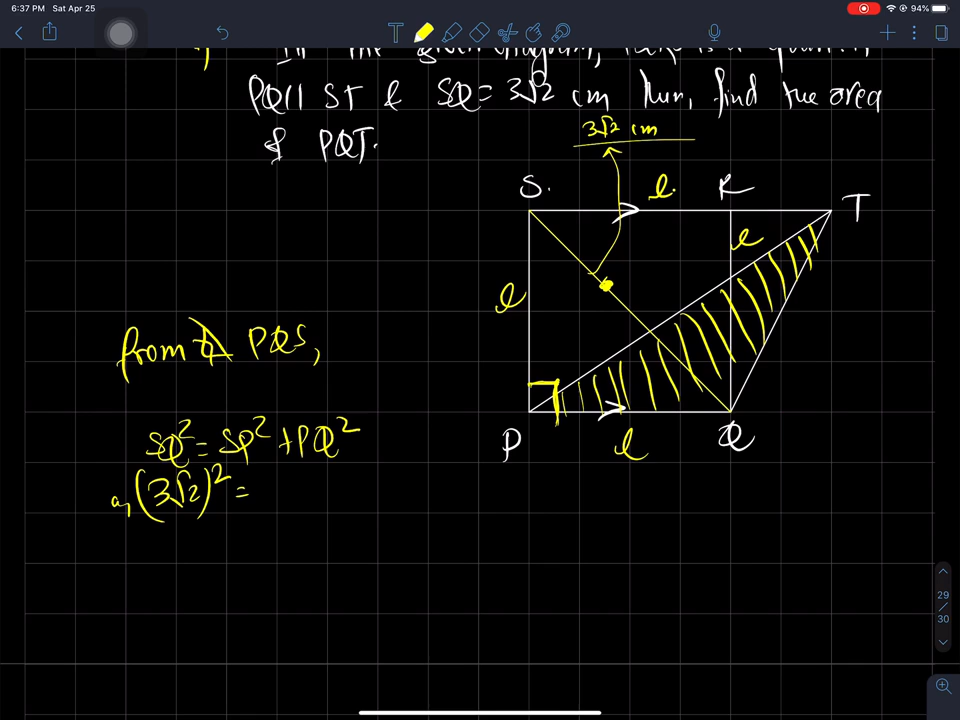 6:37 PM Sat Apr 25
94%
In the given diagram, PQRS is a
PQ || ST & SQ = 3√2 cm then, find the area
of PQT.
3√2 cm
S. l. R T
l
l
P l Q
from PQS,
SQ² = SP² + PQ²
(3√2)² =
29
/
30